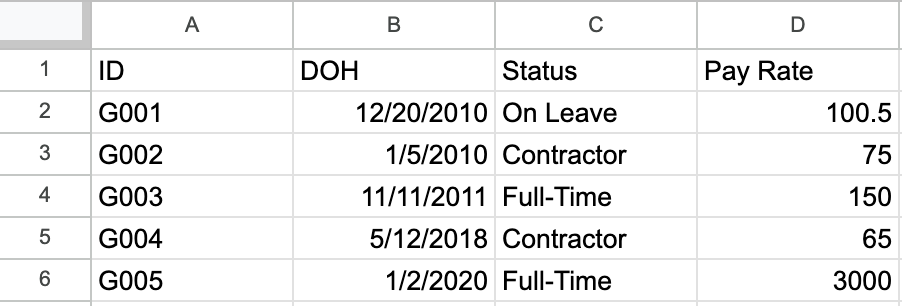 A B C D
1 ID DOH Status Pay Rate
2 G001 12/20/2010 On Leave 100.5
3 G002 1/5/2010 Contractor 75
4 G003 11/11/2011 Full-Time 150
5 G004 5/12/2018 Contractor 65
6 G005 1/2/2020 Full-Time 3000